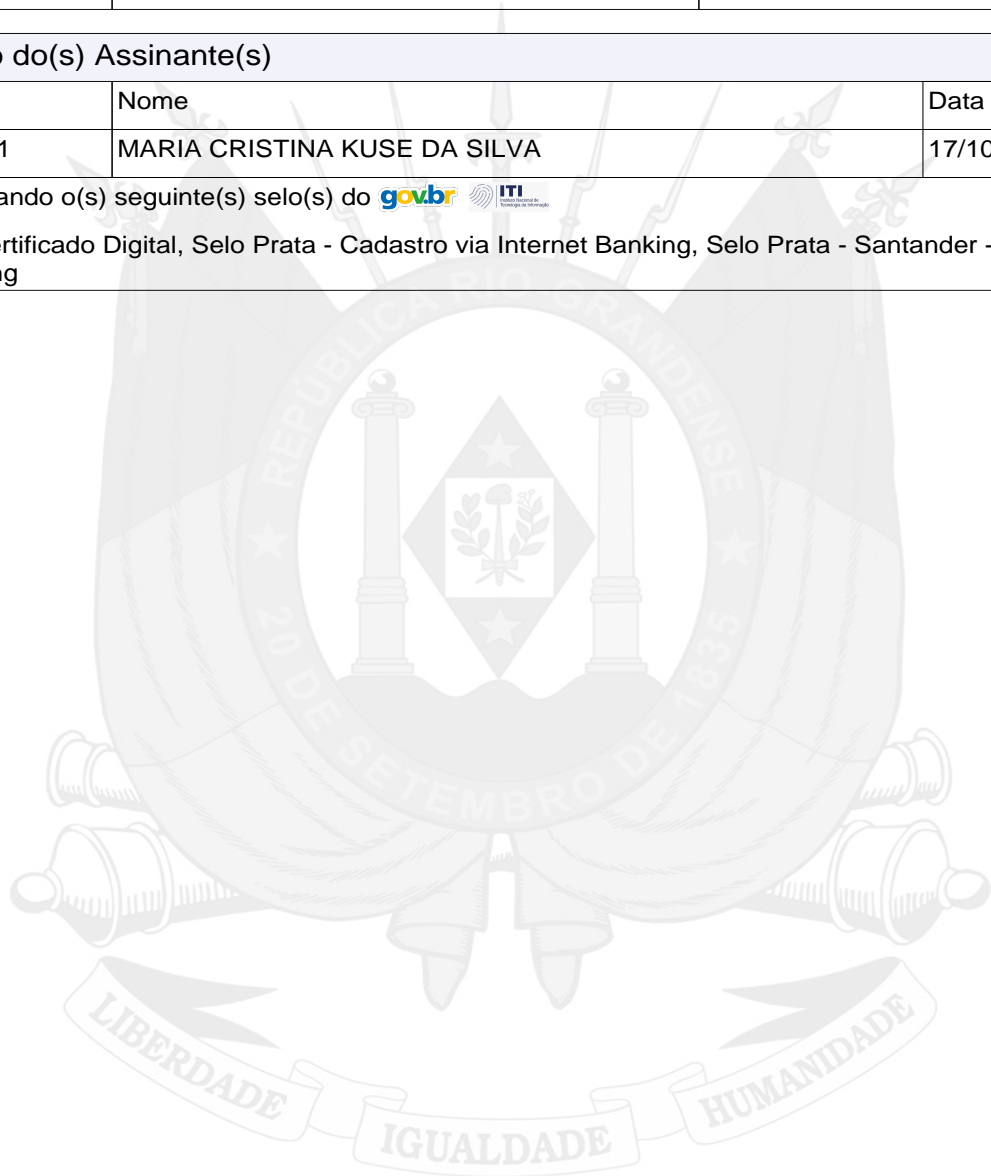 o do(s) Assinante(s)
Nome
Data
1
MARIA CRISTINA KUSE DA SILVA
17/10
ando o(s) seguinte(s) selo(s) do gov.br ITI
ertificado Digital, Selo Prata - Cadastro via Internet Banking, Selo Prata - Santander -
g
REPÚBLICA RIO-GRANDENSE
20 DE SETEMBRO DE 1835
LIBERDADE
IGUALDADE
HUMANIDADE